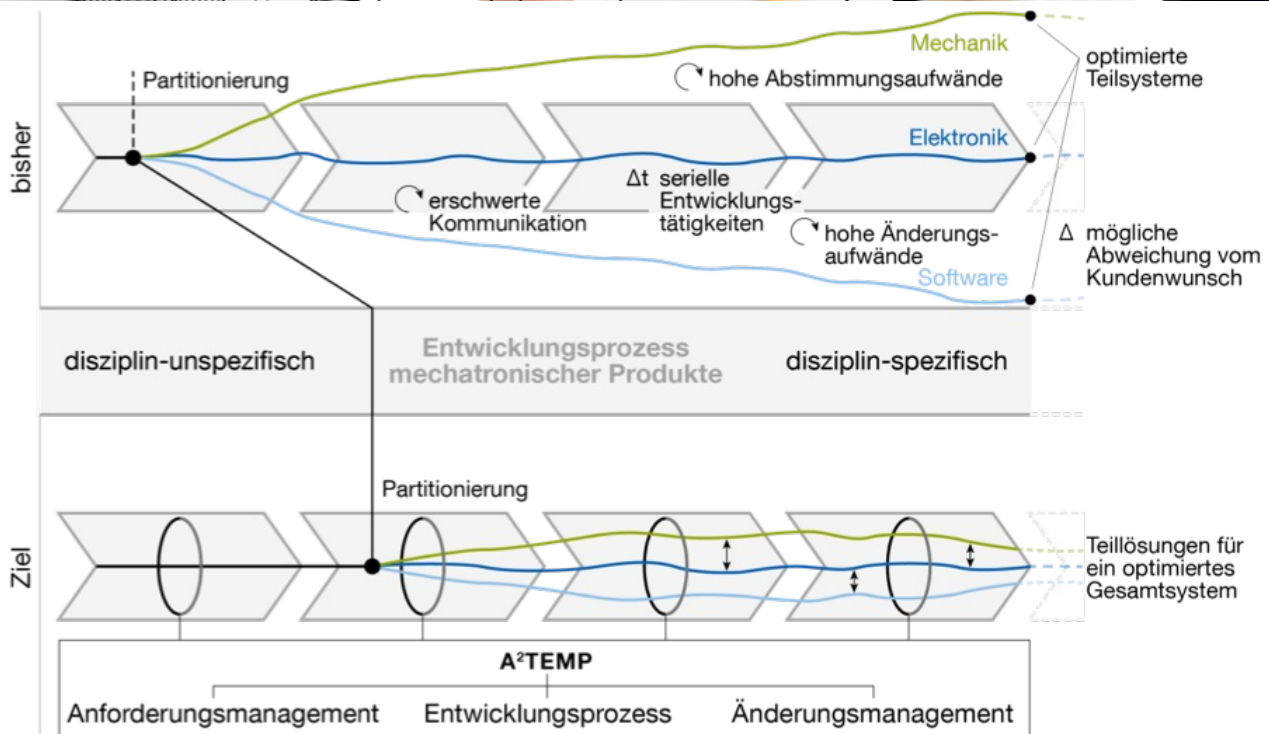 bisher
Partitionierung
Mechanik
hohe Abstimmungsaufwände
optimierte
Teilsysteme
Elektronik
erschwerte
Kommunikation
Δt serielle
Entwicklungs-
tätigkeiten
hohe Änderungs-
aufwände
Δ mögliche
Abweichung vom
Kundenwunsch
Software
disziplin-unspezifisch
Entwicklungsprozess
mechatronischer Produkte
disziplin-spezifisch
Ziel
Partitionierung
Teillösungen für
ein optimiertes
Gesamtsystem
A²TEMP
Anforderungsmanagement
Entwicklungsprozess
Änderungsmanagement